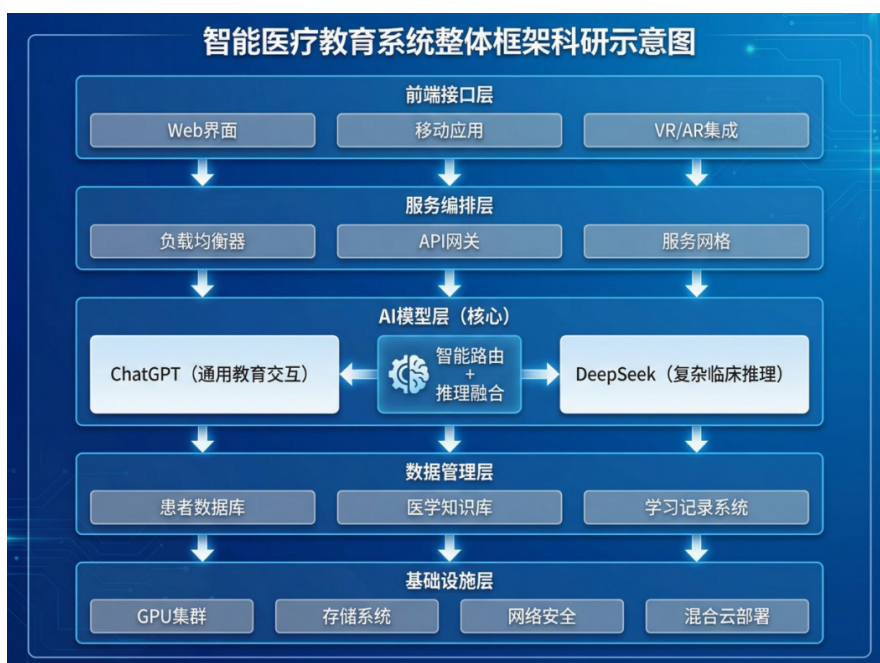 智能医疗教育系统整体框架科研示意图
前端接口层
Web界面
移动应用
VR/AR集成
服务编排层
负载均衡器
API网关
服务网格
AI模型层（核心）
ChatGPT（通用教育交互）
智能路由
+
推理融合
DeepSeek（复杂临床推理）
数据管理层
患者数据库
医学知识库
学习记录系统
基础设施层
GPU集群
存储系统
网络安全
混合云部署